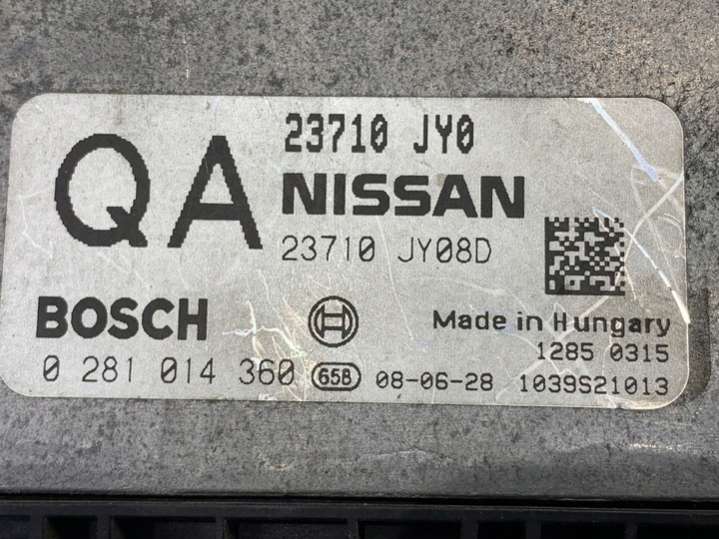 QA
23710 JY0
NISSAN
23710 JY08D
BOSCH
Made in Hungary
1285 0315
0 281 014 360 658 08-06-28 1039S21013